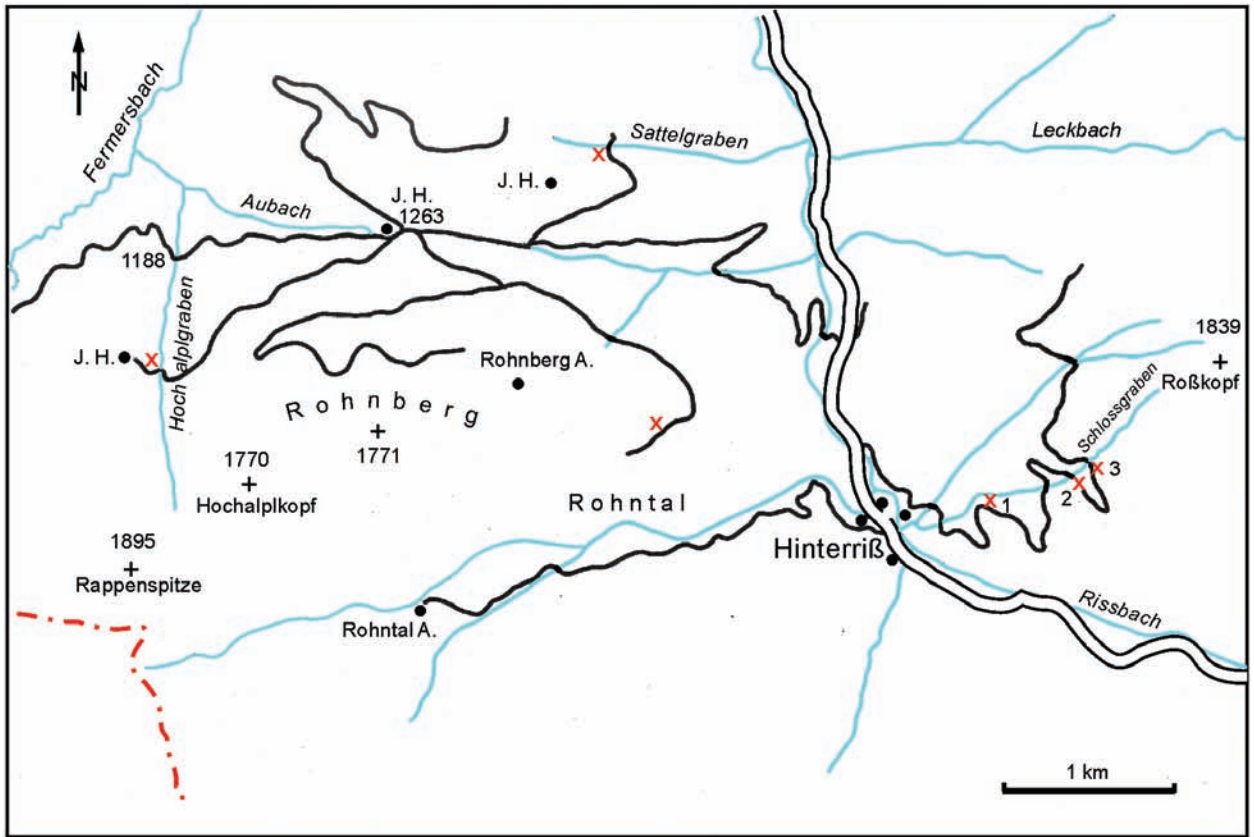 N
Fermersbach
Sattelgraben
Leckbach
J. H.
J. H.
1263
Aubach
1188
Hochalplgraben
1839
Roßkopf
J. H.
Rohnberg A.
Schlossgraben
Rohnberg
1771
1770
Hochalplkopf
3
2
1
Rohntal
Hinterriß
1895
Rappenspitze
Rissbach
Rohntal A.
1 km